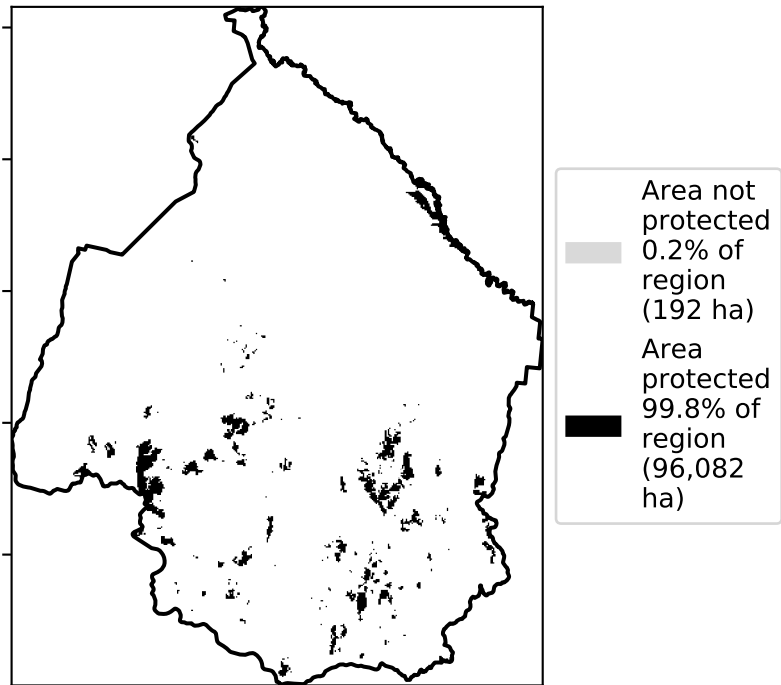 Area not
protected
0.2% of
region
(192 ha)
Area
protected
99.8% of
region
(96,082
ha)